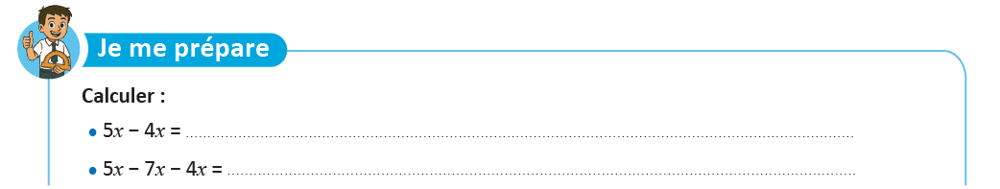 Je me prépare
Calculer :
• 5x − 4x = ..............................
• 5x − 7x − 4x = ..............................